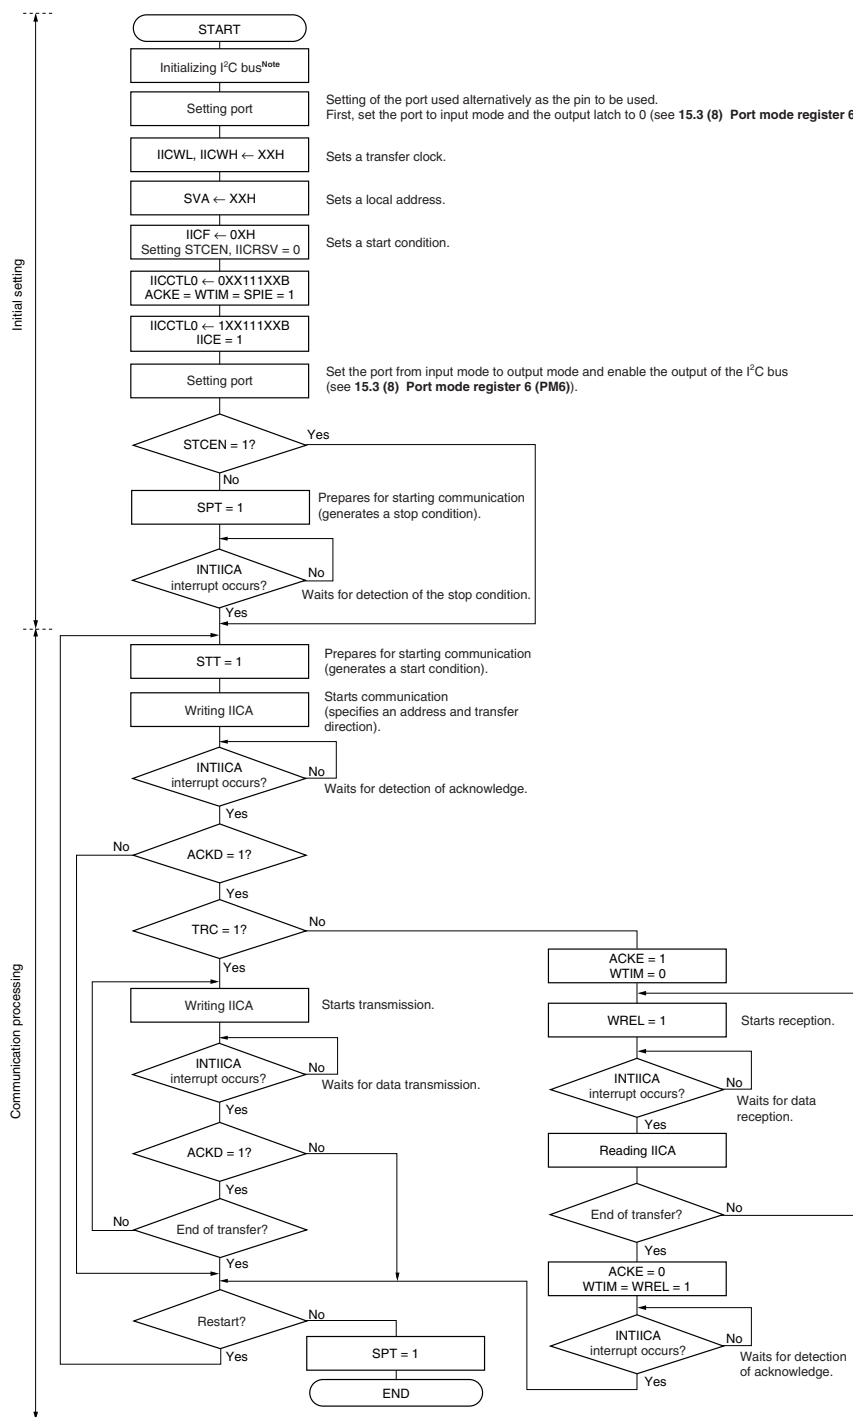 START
Initializing I²C busNote
Setting port
Setting of the port used alternatively as the pin to be used.
First, set the port to input mode and the output latch to 0 (see 15.3 (8) Port mode register 6
IICWL, IICWH ← XXH
Sets a transfer clock.
SVA ← XXH
Sets a local address.
IICF ← 0XH
Setting STCEN, IICRSV = 0
Sets a start condition.
IICCTL0 ← 0XX111XXB
ACKE = WTIM = SPIE = 1
IICCTL0 ← 1XX111XXB
IICE = 1
Setting port
Set the port from input mode to output mode and enable the output of the I²C bus
(see 15.3 (8) Port mode register 6 (PM6)).
Initial setting
STCEN = 1?
Yes
No
SPT = 1
Prepares for starting communication
(generates a stop condition).
INTIICA
interrupt occurs?
No
Waits for detection of the stop condition.
Yes
STT = 1
Prepares for starting communication
(generates a start condition).
Writing IICA
Starts communication
(specifies an address and transfer
direction).
INTIICA
interrupt occurs?
No
Waits for detection of acknowledge.
Yes
No
ACKD = 1?
Yes
TRC = 1?
No
Yes
Communication processing
Writing IICA
Starts transmission.
INTIICA
interrupt occurs?
No
Waits for data transmission.
Yes
ACKD = 1?
No
Yes
No
End of transfer?
Yes
Restart?
No
Yes
SPT = 1
END
ACKE = 1
WTIM = 0
WREL = 1
Starts reception.
INTIICA
interrupt occurs?
No
Waits for data
reception.
Yes
Reading IICA
End of transfer?
No
Yes
ACKE = 0
WTIM = WREL = 1
INTIICA
interrupt occurs?
No
Waits for detection
of acknowledge.
Yes